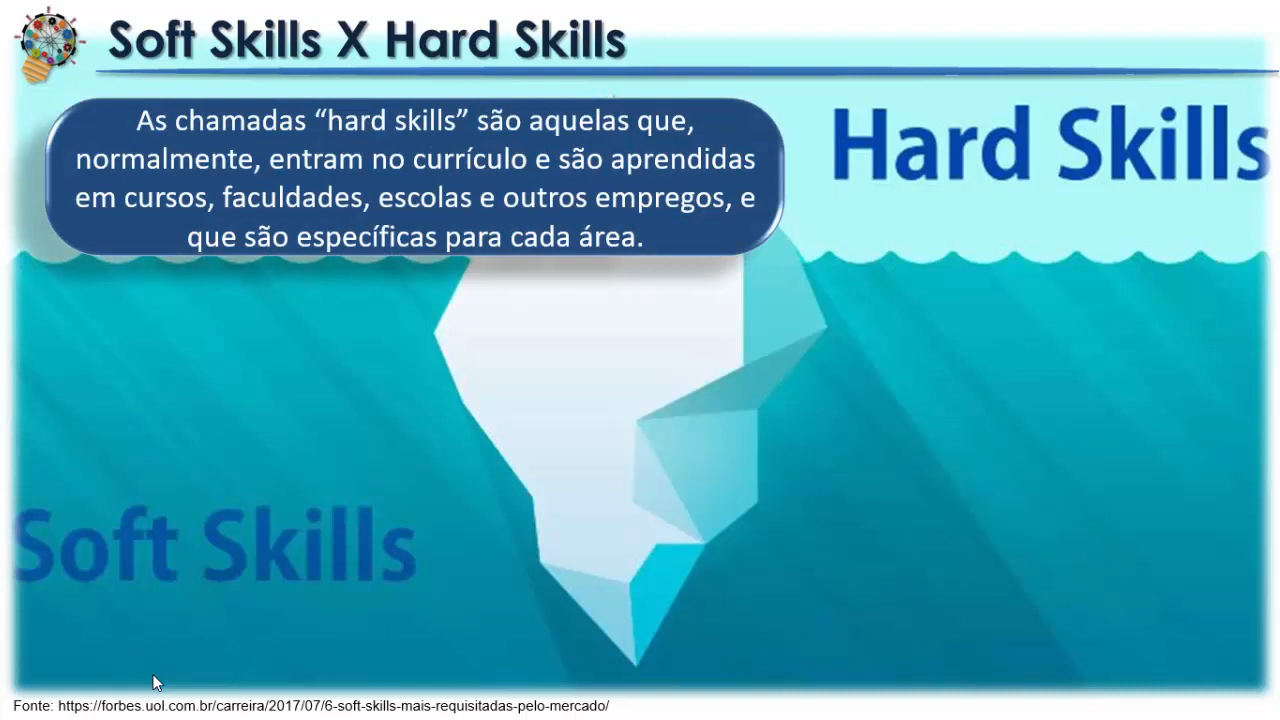 Soft Skills X Hard Skills
As chamadas “hard skills” são aquelas que,
normalmente, entram no currículo e são aprendidas
em cursos, faculdades, escolas e outros empregos, e
que são específicas para cada área.
Hard Skills
Soft Skills
Fonte: https://forbes.uol.com.br/carreira/2017/07/6-soft-skills-mais-requisitadas-pelo-mercado/